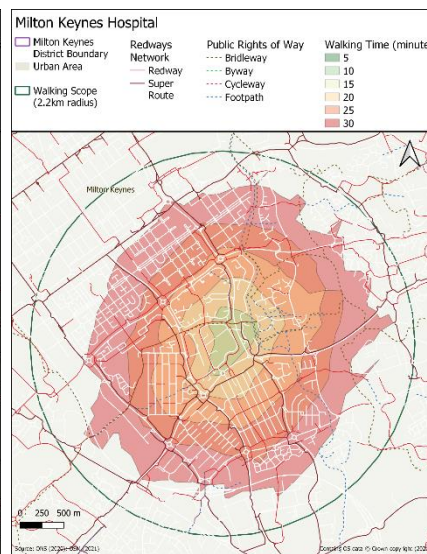 Milton Keynes Hospital
Milton Keynes
District Boundary
Urban Area
Walking Scope
(2.2km radius)
Redways
Network
Redway
Super
Route
Public Rights of Way
Bridleway
Byway
Cycleway
Footpath
Walking Time (minute
5
10
15
20
25
30
Milton Keynes
0 250 500 m